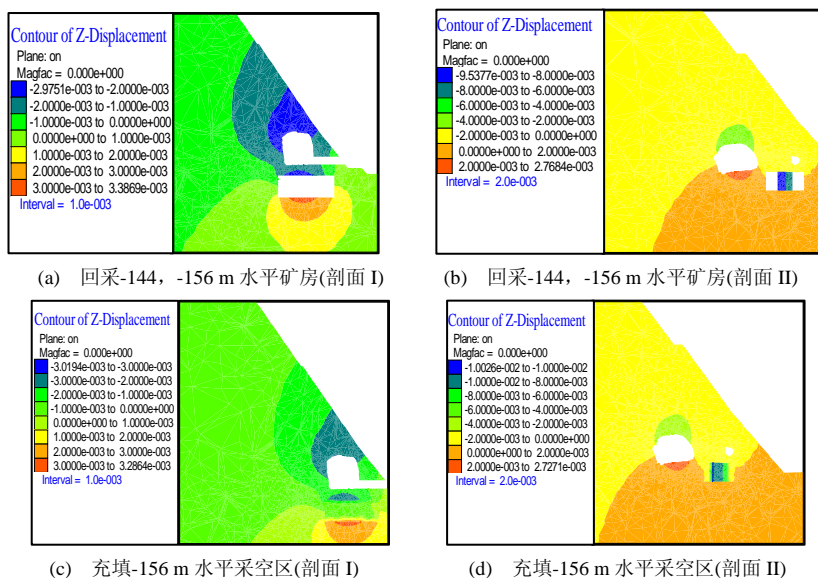 Contour of Z-Displacement
Plane: on
Magfac = 0.000e+000
-2.9751e-003 to -2.0000e-003
-2.0000e-003 to -1.0000e-003
-1.0000e-003 to 0.0000e+000
0.0000e+000 to 1.0000e-003
1.0000e-003 to 2.0000e-003
2.0000e-003 to 3.0000e-003
3.0000e-003 to 3.3869e-003
Interval = 1.0e-003
(a) 回采-144，-156 m 水平矿房(剖面 I)
Contour of Z-Displacement
Plane: on
Magfac = 0.000e+000
-9.5377e-003 to -8.0000e-003
-8.0000e-003 to -6.0000e-003
-6.0000e-003 to -4.0000e-003
-4.0000e-003 to -2.0000e-003
-2.0000e-003 to 0.0000e+000
0.0000e+000 to 2.0000e-003
2.0000e-003 to 2.7684e-003
Interval = 2.0e-003
(b) 回采-144，-156 m 水平矿房(剖面 II)
Contour of Z-Displacement
Plane: on
Magfac = 0.000e+000
-3.0194e-003 to -3.0000e-003
-3.0000e-003 to -2.0000e-003
-2.0000e-003 to -1.0000e-003
-1.0000e-003 to 0.0000e+000
0.0000e+000 to 1.0000e-003
1.0000e-003 to 2.0000e-003
2.0000e-003 to 3.0000e-003
3.0000e-003 to 3.2864e-003
Interval = 1.0e-003
(c) 充填-156 m 水平采空区(剖面 I)
Contour of Z-Displacement
Plane: on
Magfac = 0.000e+000
-1.0026e-002 to -1.0000e-002
-1.0000e-002 to -8.0000e-003
-8.0000e-003 to -6.0000e-003
-6.0000e-003 to -4.0000e-003
-4.0000e-003 to -2.0000e-003
-2.0000e-003 to 0.0000e+000
0.0000e+000 to 2.0000e-003
2.0000e-003 to 2.7271e-003
Interval = 2.0e-003
(d) 充填-156 m 水平采空区(剖面 II)